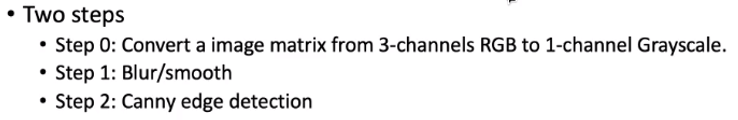 • Two steps
• Step 0: Convert a image matrix from 3-channels RGB to 1-channel Grayscale.
• Step 1: Blur/smooth
• Step 2: Canny edge detection